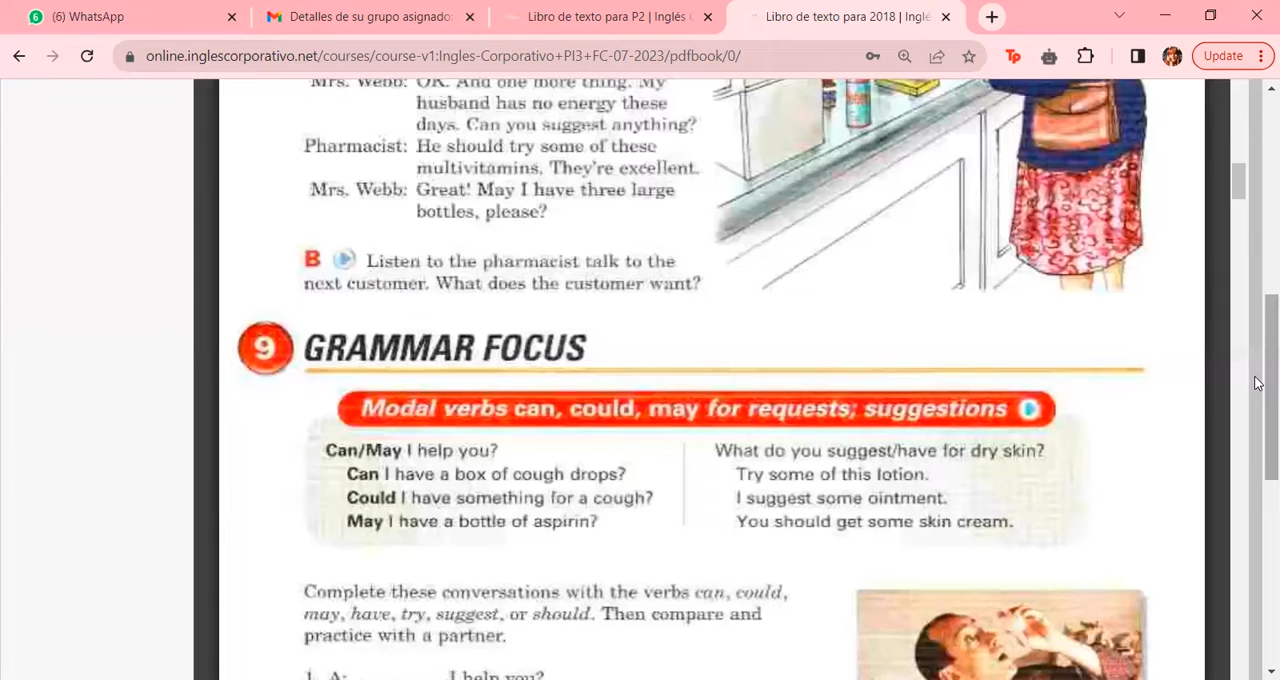 (6) WhatsApp
Detalles de su grupo asignado:
Libro de texto para P2 | Inglés
Libro de texto para 2018 | Inglé
online.inglescorporativo.net/courses/course-v1:Ingles-Corporativo+PI3+FC-07-2023/pdfbook/0/
Update
Mrs. Webb: OK. And one more thing. My
husband has no energy these
days. Can you suggest anything?
Pharmacist: He should try some of these
multivitamins. They're excellent.
Mrs. Webb: Great! May I have three large
bottles, please?
B Listen to the pharmacist talk to the
next customer. What does the customer want?
9 GRAMMAR FOCUS
Modal verbs can, could, may for requests; suggestions
Can/May I help you?
Can I have a box of cough drops?
Could I have something for a cough?
May I have a bottle of aspirin?
What do you suggest/have for dry skin?
Try some of this lotion.
I suggest some ointment.
You should get some skin cream.
Complete these conversations with the verbs can, could,
may, have, try, suggest, or should. Then compare and
practice with a partner.
1. A: I help you?